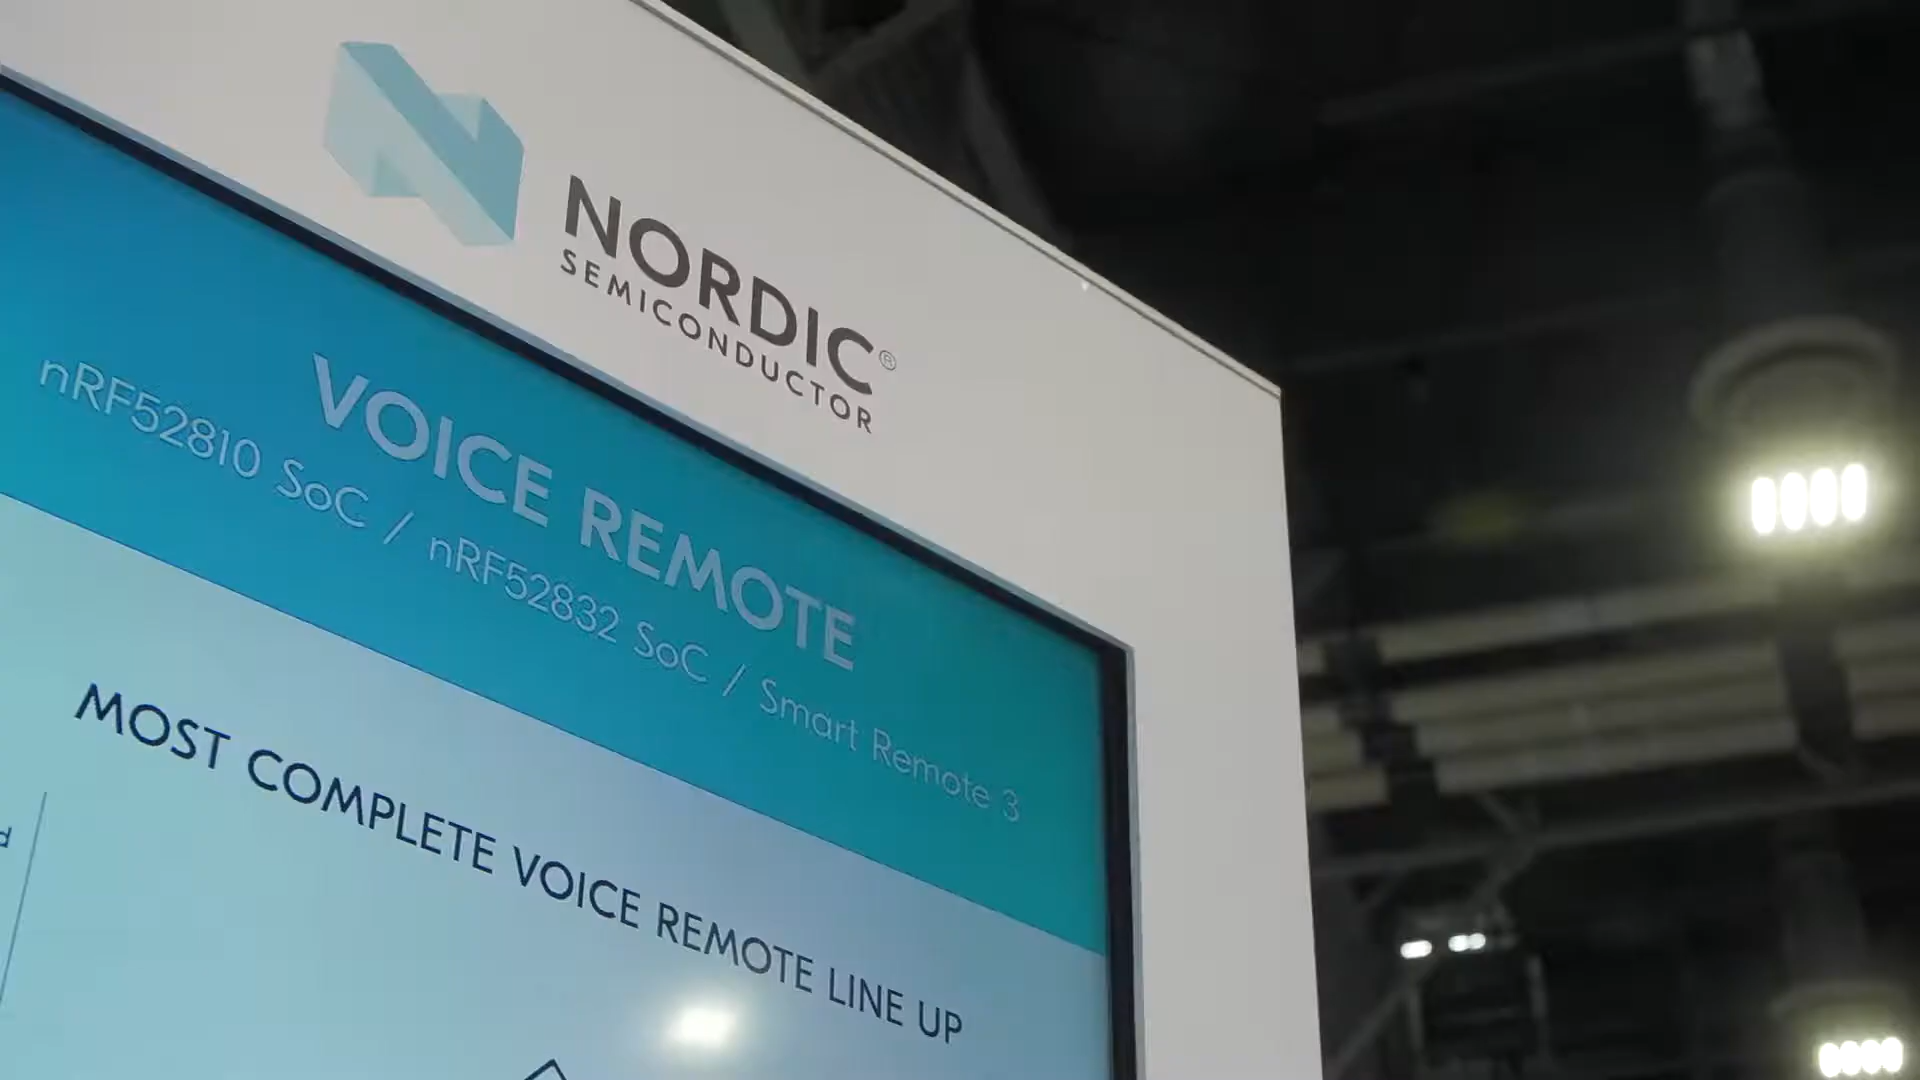 NORDIC®
SEMICONDUCTOR
VOICE REMOTE
nRF52810 SoC / nRF52832 SoC / Smart Remote 3
MOST COMPLETE VOICE REMOTE LINE UP